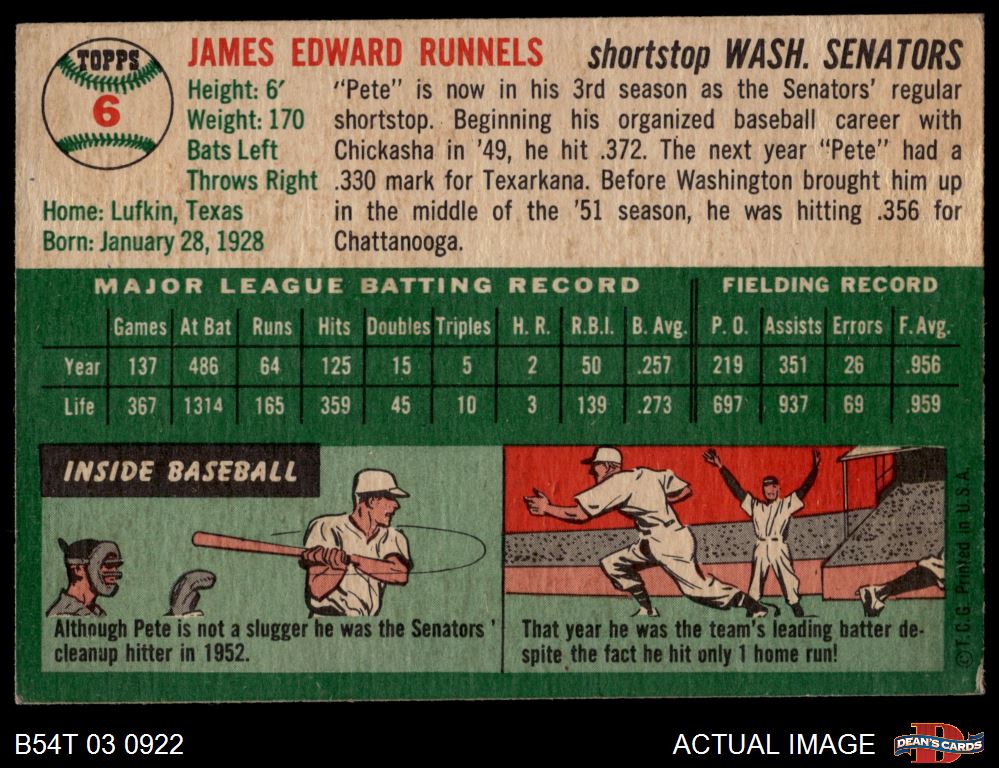 TOPPS
6
JAMES EDWARD RUNNELS shortstop WASH. SENATORS
Height: 6'
Weight: 170
Bats Left
Throws Right
Home: Lufkin, Texas
Born: January 28, 1928
"Pete" is now in his 3rd season as the Senators' regular
shortstop. Beginning his organized baseball career with
Chickasha in '49, he hit .372. The next year "Pete" had a
.330 mark for Texarkana. Before Washington brought him up
in the middle of the '51 season, he was hitting .356 for
Chattanooga.
MAJOR LEAGUE BATTING RECORD FIELDING RECORD
Games At Bat Runs Hits Doubles Triples H. R. R.B.I. B. Avg. P. O. Assists Errors F. Avg.
Year 137 486 64 125 15 5 2 50 .257 219 351 26 .956
Life 367 1314 165 359 45 10 3 139 .273 697 937 69 .959
INSIDE BASEBALL
Although Pete is not a slugger he was the Senators'
cleanup hitter in 1952.
That year he was the team's leading batter de-
spite the fact he hit only 1 home run!
©T.C.G. Printed in U.S.A.
B54T 03 0922
ACTUAL IMAGE
D
DEAN'S CARDS